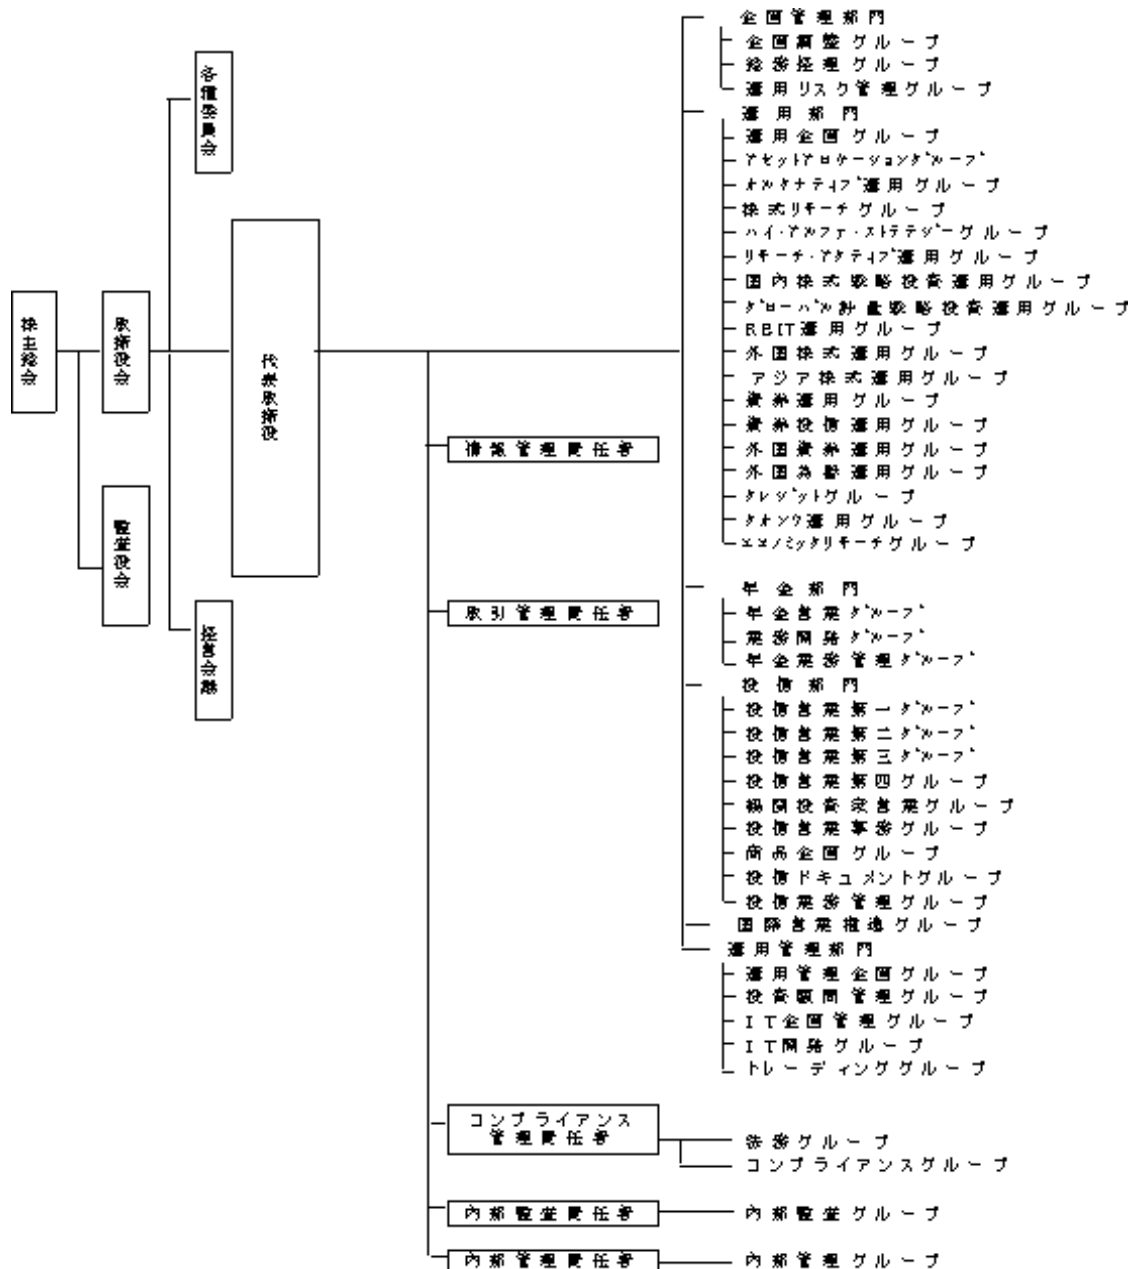 株主総会
取締役会
監査役会
各種委員会
経営会議
代表取締役
情報管理責任者
取引管理責任者
コンプライアンス
管理責任者
内部監査責任者
内部管理責任者
企画管理部門
企画調整グループ
総務経理グループ
運用リスク管理グループ
運用部門
運用企画グループ
アセットアロケーショングループ
オルタナティブ運用グループ
株式リサーチグループ
ハイ・アルファ・ストラテジーグループ
リサーチ・アクティブ運用グループ
国内株式戦略投資運用グループ
グローバル計量戦略投資運用グループ
REIT運用グループ
外国株式運用グループ
アジア株式運用グループ
債券運用グループ
債券投信運用グループ
外国債券運用グループ
外国為替運用グループ
クレジットグループ
クオンツ運用グループ
エコノミックリサーチグループ
年金部門
年金営業グループ
業務開発グループ
年金業務管理グループ
投信部門
投信営業第一グループ
投信営業第二グループ
投信営業第三グループ
投信営業第四グループ
機関投資家営業グループ
投信営業事務グループ
商品企画グループ
投信ドキュメントグループ
投信業務管理グループ
国際営業推進グループ
運用管理部門
運用管理企画グループ
投資顧問管理グループ
IT企画管理グループ
IT開発グループ
トレーディンググループ
法務グループ
コンプライアンスグループ
内部監査グループ
内部管理グループ